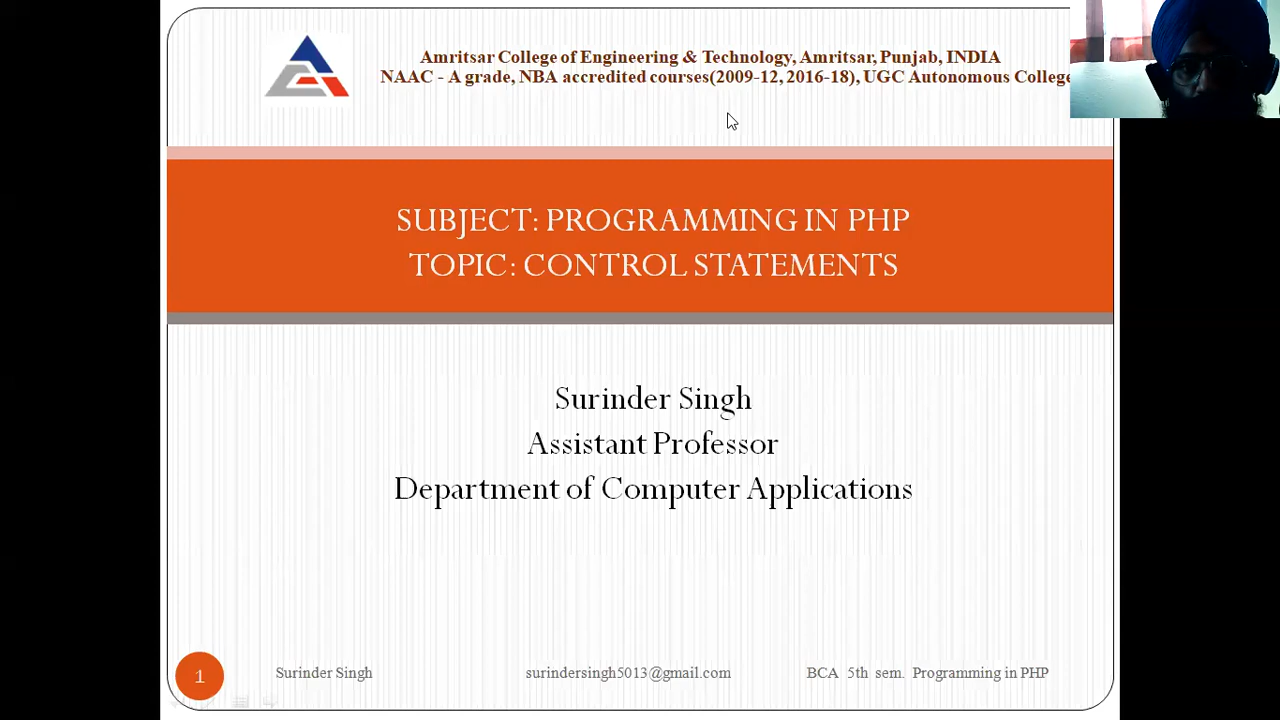 Amritsar College of Engineering & Technology, Amritsar, Punjab, INDIA
NAAC - A grade, NBA accredited courses(2009-12, 2016-18), UGC Autonomous College
SUBJECT: PROGRAMMING IN PHP
TOPIC: CONTROL STATEMENTS
Surinder Singh
Assistant Professor
Department of Computer Applications
1 Surinder Singh surindersingh5013@gmail.com BCA 5th sem. Programming in PHP